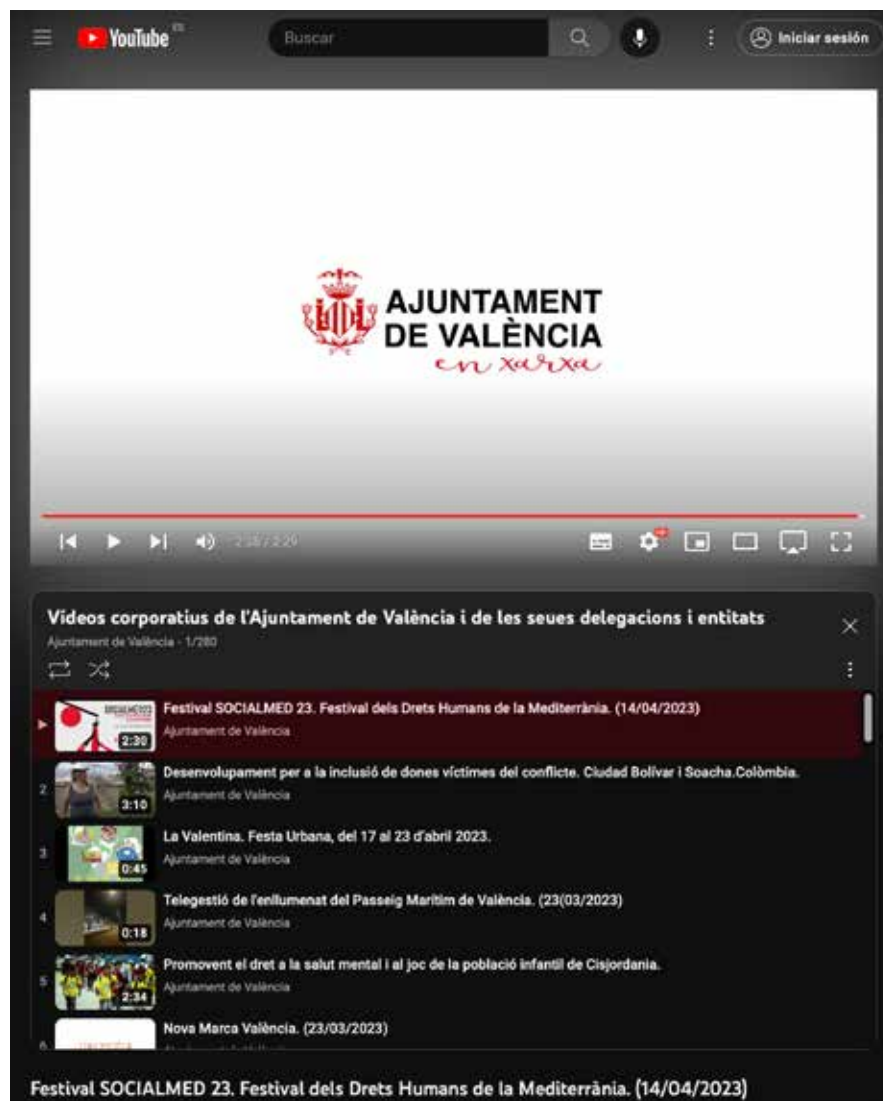 YouTube ES
Buscar
Iniciar sesión
AJUNTAMENT
DE VALÈNCIA
en xarxa
Vídeos corporatius de l'Ajuntament de València i de les seues delegacions i entitats
Ajuntament de València - 1/280
Festival SOCIALMED 23. Festival dels Drets Humans de la Mediterrània. (14/04/2023)
Ajuntament de València
2:30
2
Desenvolupament per a la inclusió de dones víctimes del conflicte. Ciudad Bolívar i Soacha.Colòmbia.
Ajuntament de València
3:10
3
La Valentina. Festa Urbana, del 17 al 23 d'abril 2023.
Ajuntament de València
0:45
4
Telegestió de l'enllumenat del Passeig Marítim de València. (23(03/2023)
Ajuntament de València
0:18
5
Promovent el dret a la salut mental i al joc de la població infantil de Cisjordania.
Ajuntament de València
2:34
Nova Marca València. (23/03/2023)
Festival SOCIALMED 23. Festival dels Drets Humans de la Mediterrània. (14/04/2023)